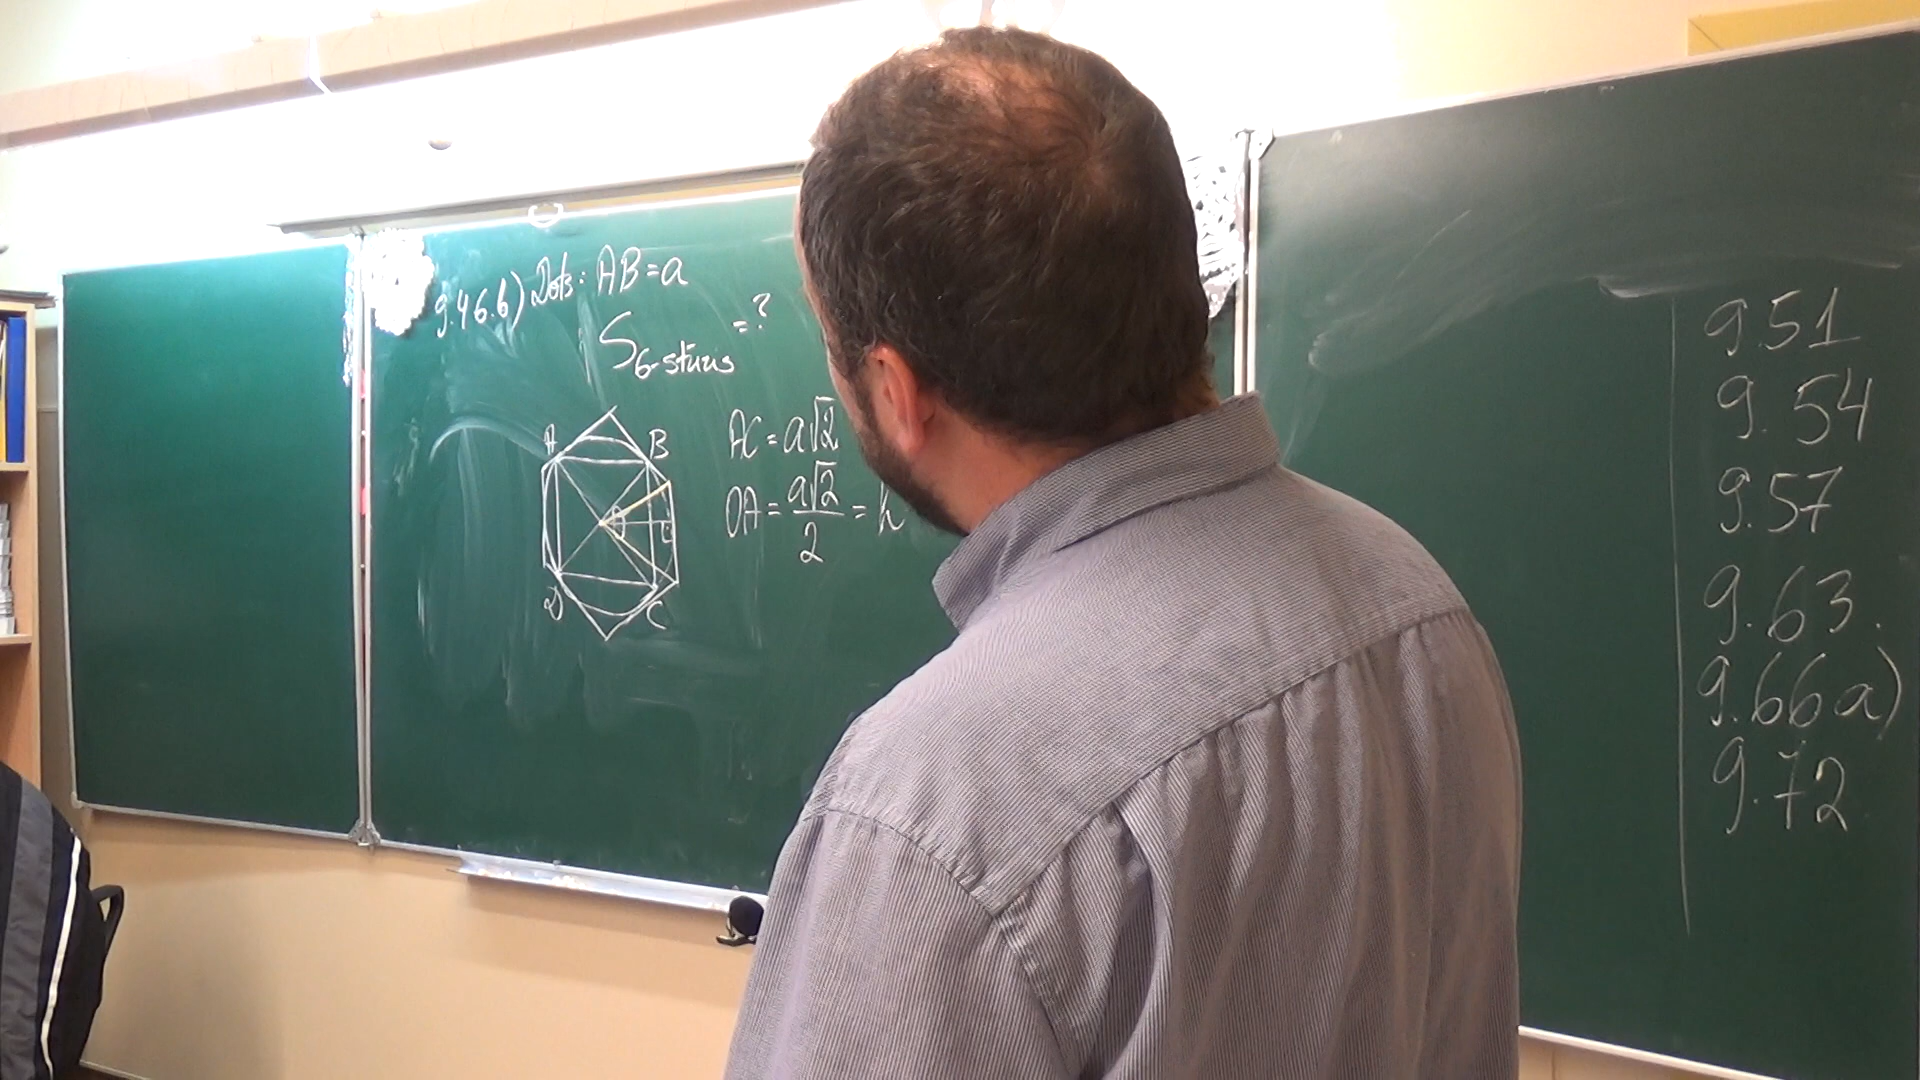 9.46.b) Dots: AB=a
S6-stūris =?
A
B
AC=a√2
OA=a√2/2=h
D
C
9.51
9.54
9.57
9.63.
9.66a)
9.72